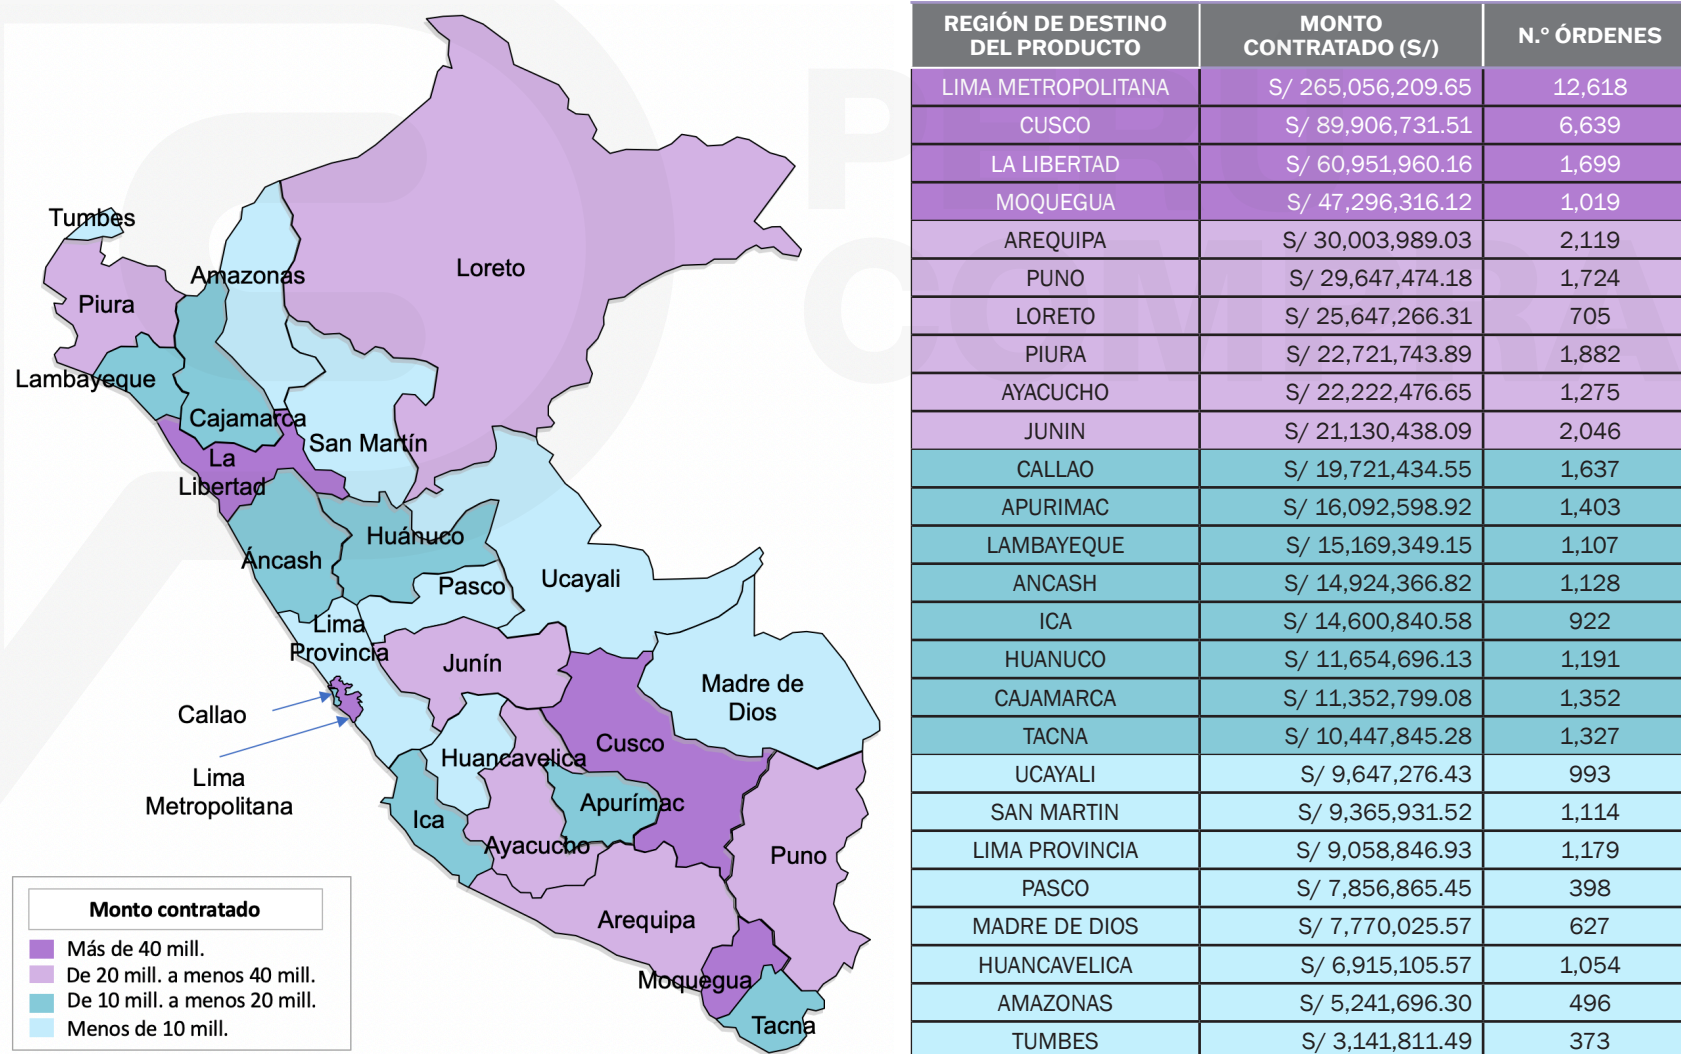 Tumbes
Amazonas
Loreto
Piura
Lambayeque
Cajamarca
San Martín
La
Libertad
Huánuco
Áncash
Pasco
Ucayali
Lima
Provincia
Junín
Madre de
Dios
Callao
Cusco
Huancavelica
Lima
Metropolitana
Apurímac
Ica
Ayacucho
Puno
Arequipa
Moquegua
Tacna
Monto contratado
Más de 40 mill.
De 20 mill. a menos 40 mill.
De 10 mill. a menos 20 mill.
Menos de 10 mill.
PERÚ
COMPRA
REGIÓN DE DESTINO DEL PRODUCTO MONTO CONTRATADO (S/) N.° ÓRDENES
LIMA METROPOLITANA S/ 265,056,209.65 12,618
CUSCO S/ 89,906,731.51 6,639
LA LIBERTAD S/ 60,951,960.16 1,699
MOQUEGUA S/ 47,296,316.12 1,019
AREQUIPA S/ 30,003,989.03 2,119
PUNO S/ 29,647,474.18 1,724
LORETO S/ 25,647,266.31 705
PIURA S/ 22,721,743.89 1,882
AYACUCHO S/ 22,222,476.65 1,275
JUNIN S/ 21,130,438.09 2,046
CALLAO S/ 19,721,434.55 1,637
APURIMAC S/ 16,092,598.92 1,403
LAMBAYEQUE S/ 15,169,349.15 1,107
ANCASH S/ 14,924,366.82 1,128
ICA S/ 14,600,840.58 922
HUANUCO S/ 11,654,696.13 1,191
CAJAMARCA S/ 11,352,799.08 1,352
TACNA S/ 10,447,845.28 1,327
UCAYALI S/ 9,647,276.43 993
SAN MARTIN S/ 9,365,931.52 1,114
LIMA PROVINCIA S/ 9,058,846.93 1,179
PASCO S/ 7,856,865.45 398
MADRE DE DIOS S/ 7,770,025.57 627
HUANCAVELICA S/ 6,915,105.57 1,054
AMAZONAS S/ 5,241,696.30 496
TUMBES S/ 3,141,811.49 373